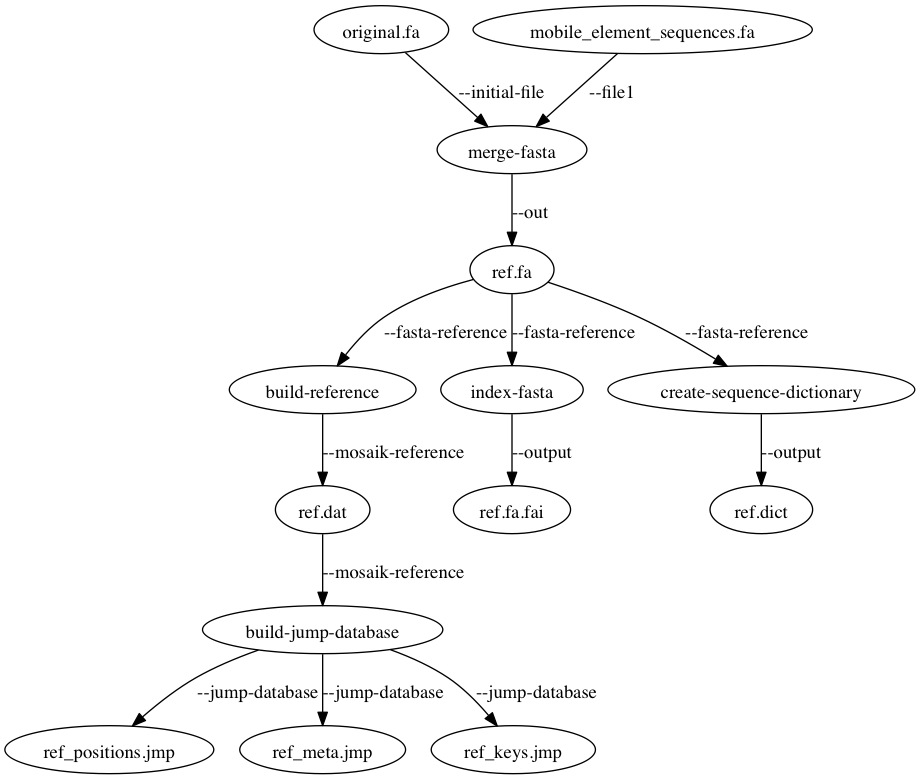 original.fa
mobile_element_sequences.fa
--initial-file
--file1
merge-fasta
--out
ref.fa
--fasta-reference
--fasta-reference
--fasta-reference
build-reference
index-fasta
create-sequence-dictionary
--mosaik-reference
--output
--output
ref.dat
ref.fa.fai
ref.dict
--mosaik-reference
build-jump-database
--jump-database
--jump-database
--jump-database
ref_positions.jmp
ref_meta.jmp
ref_keys.jmp